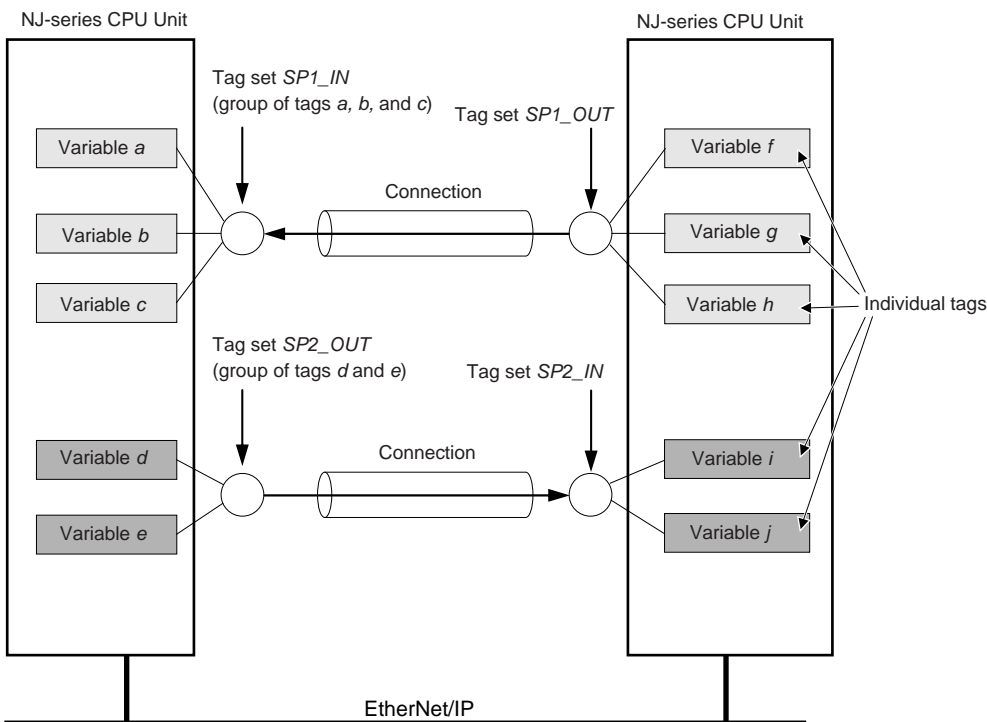 NJ-series CPU Unit
NJ-series CPU Unit
Tag set SP1_IN
(group of tags a, b, and c)
Tag set SP1_OUT
Variable a
Variable f
Connection
Variable b
Variable g
Variable c
Variable h
Individual tags
Tag set SP2_OUT
(group of tags d and e)
Tag set SP2_IN
Variable d
Connection
Variable i
Variable e
Variable j
EtherNet/IP